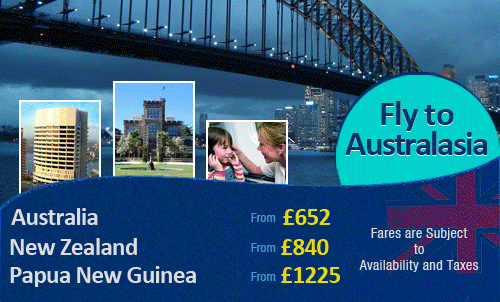 Fly to
Australasia
Australia From £652
New Zealand From £840
Papua New Guinea From £1225
Fares are Subject
to
Availability and Taxes